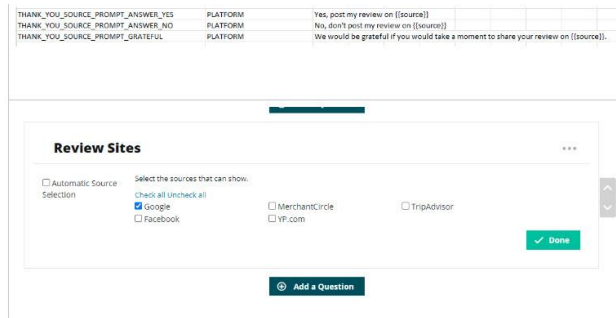 THANK_YOU_SOURCE_PROMPT_ANSWER_YES PLATFORM Yes, post my review on {{source}}
THANK_YOU_SOURCE_PROMPT_ANSWER_NO PLATFORM No, don't post my review on {{source}}
THANK_YOU_SOURCE_PROMPT_GRATEFUL PLATFORM We would be grateful if you would take a moment to share your review on {{source}}.
Review Sites
Automatic Source Selection
Select the sources that can show.
Check all Uncheck all
Google MerchantCircle TripAdvisor
Facebook YP.com
Done
Add a Question